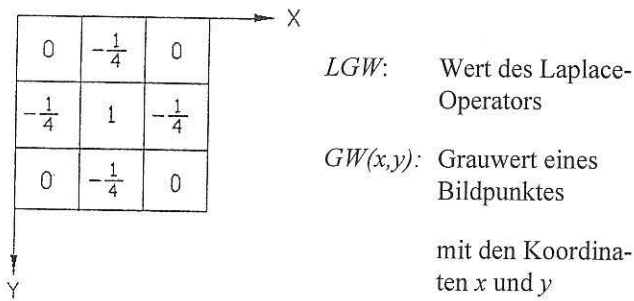 X
0 -1/4 0
-1/4 1 -1/4
0 -1/4 0
Y
LGW: Wert des Laplace-
Operators
GW(x,y): Grauwert eines
Bildpunktes
mit den Koordina-
ten x und y